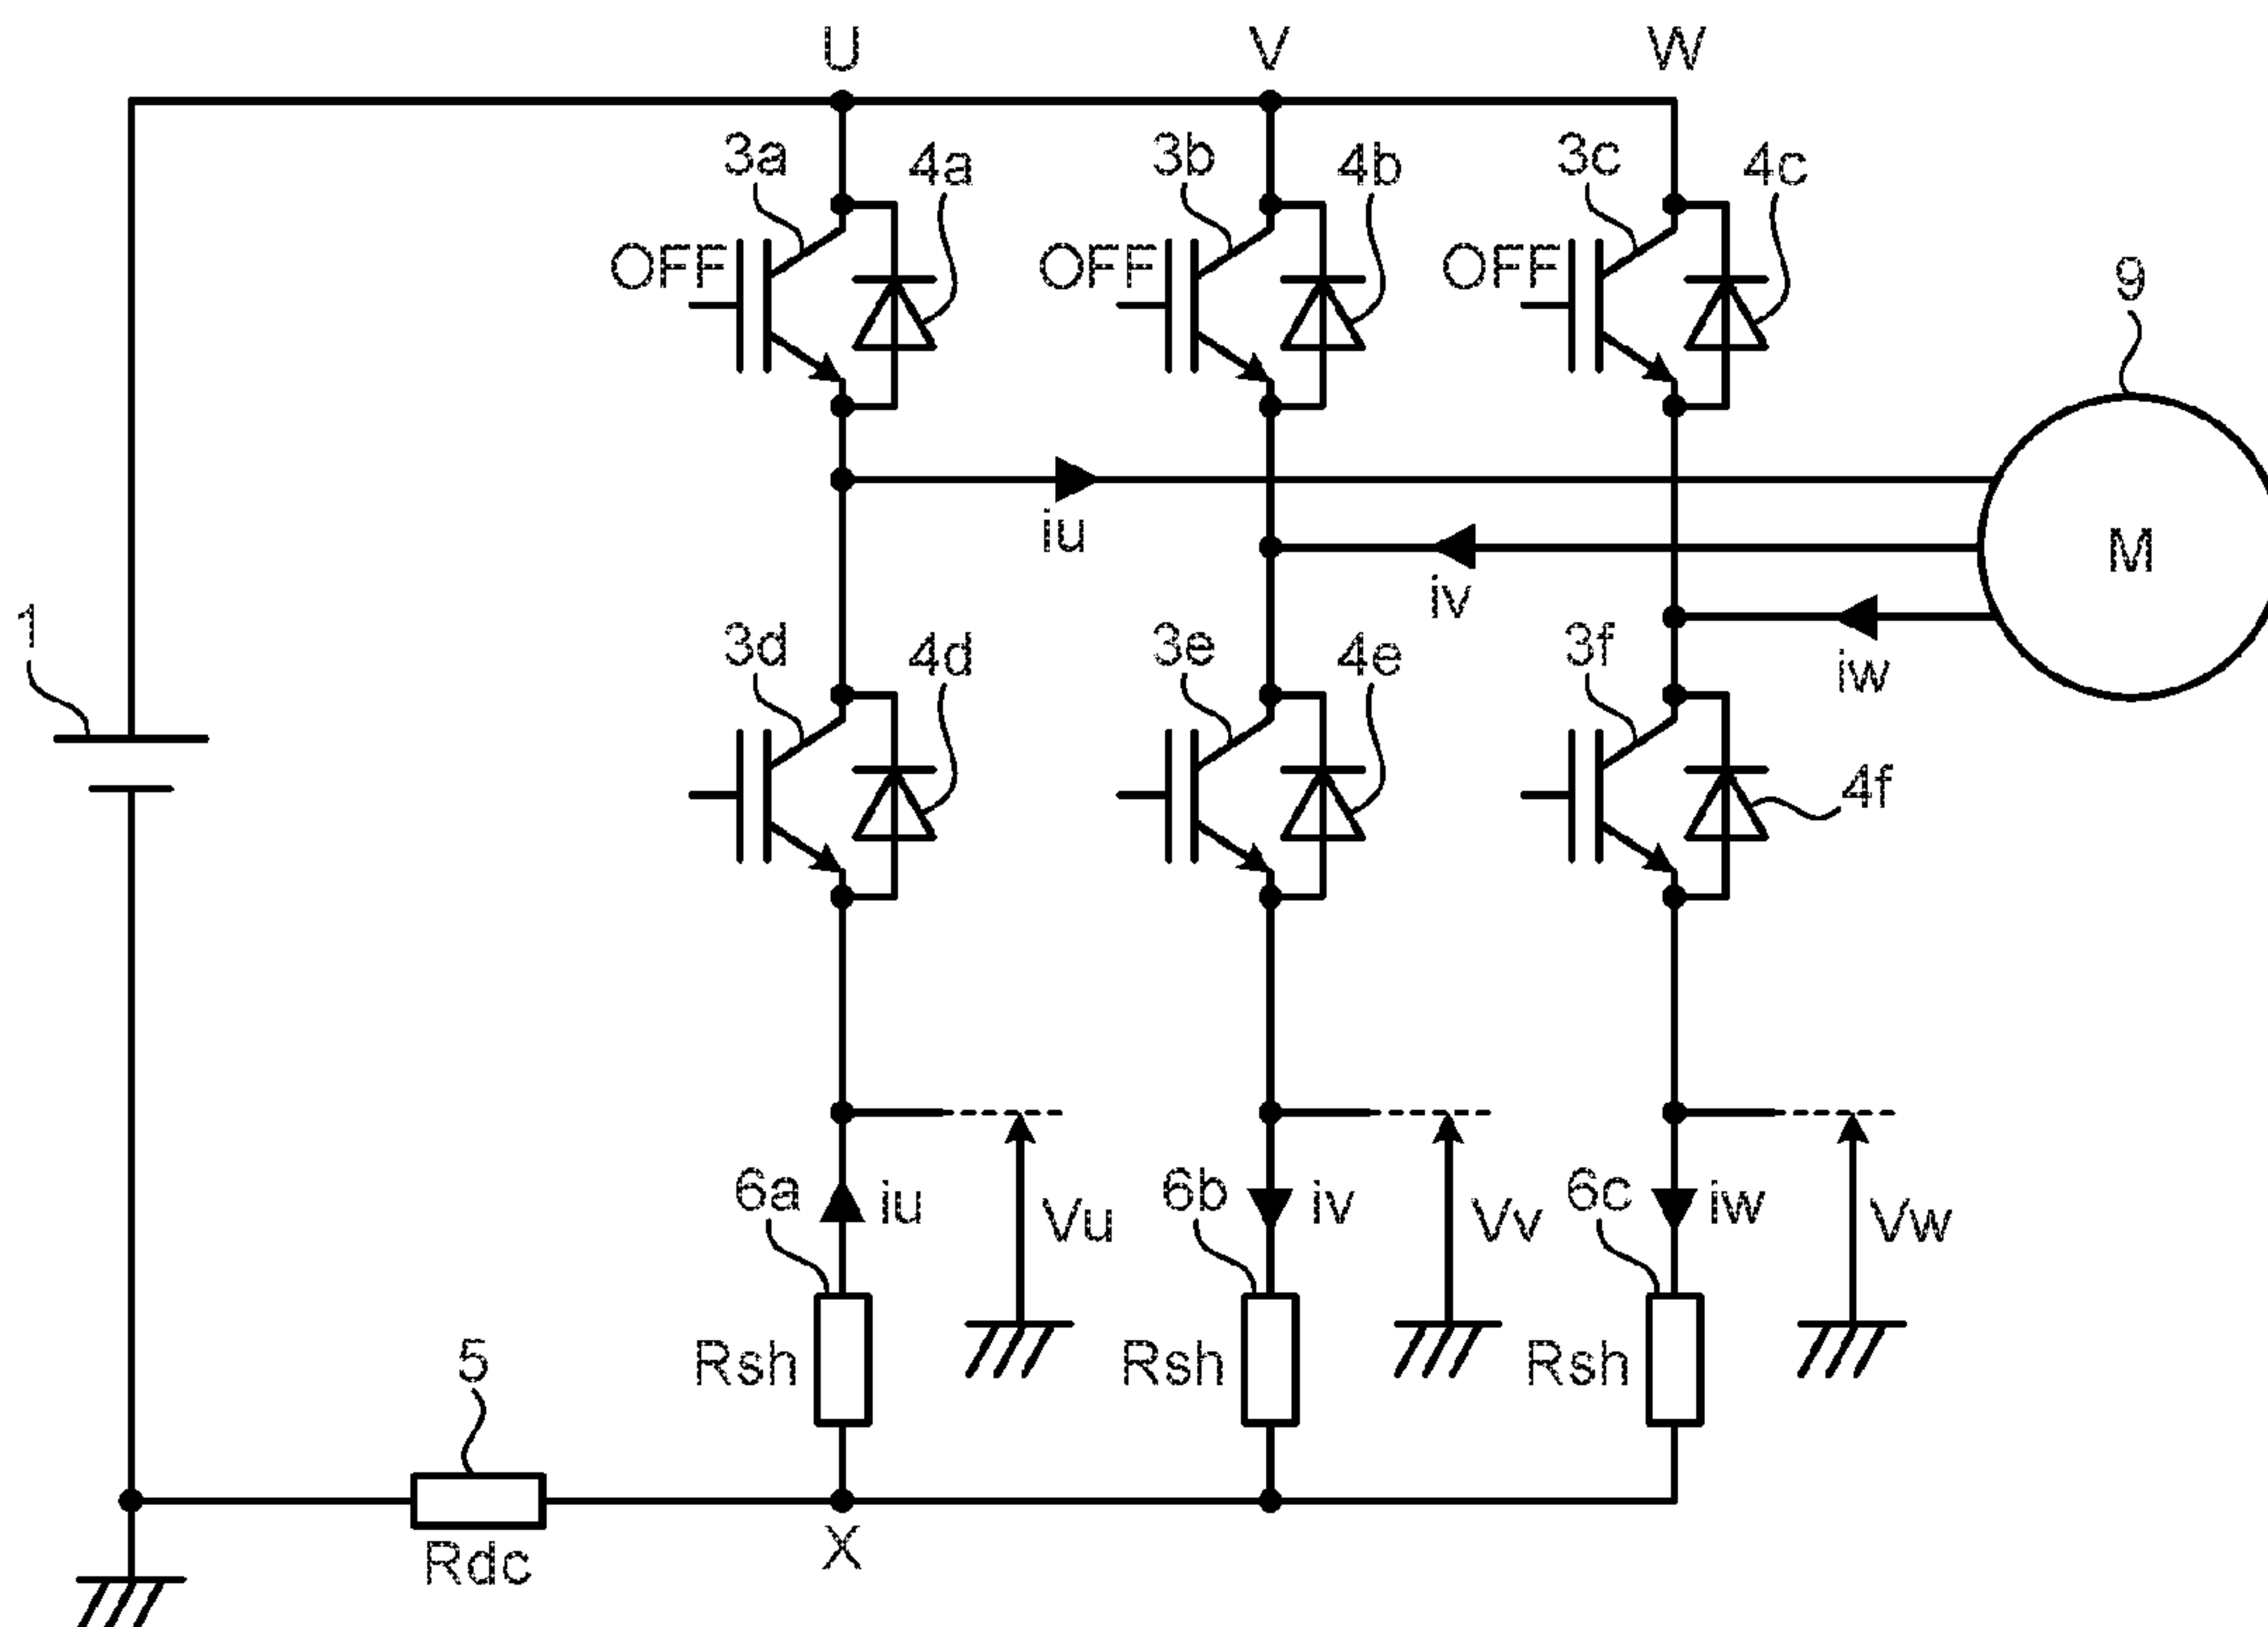 U V W
3a 4a 3b 4b 3c 4c
OFF OFF OFF
9
iu
M
iv
1
3d 4d 3e 4e 3f iw
4f
6a iu Vu 6b iv Vv 6c iw Vw
5 Rsh Rsh Rsh
Rdc X